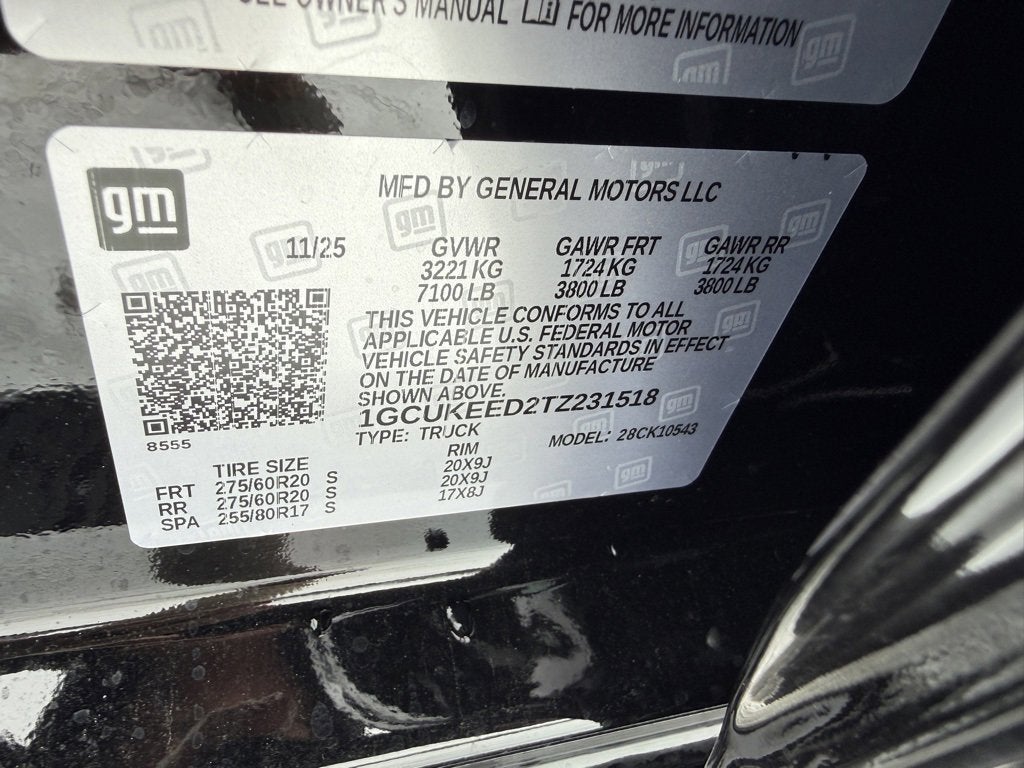 OWNER'S MANUAL FOR MORE INFORMATION
gm
MFD BY GENERAL MOTORS LLC
11/25 GVWR GAWR FRT GAWR RR
3221 KG 1724 KG 1724 KG
7100 LB 3800 LB 3800 LB
THIS VEHICLE CONFORMS TO ALL
APPLICABLE U.S. FEDERAL MOTOR
VEHICLE SAFETY STANDARDS IN EFFECT
ON THE DATE OF MANUFACTURE
SHOWN ABOVE.
1GCUKEED2TZ231518
TYPE: TRUCK MODEL: 28CK10543
8555
TIRE SIZE RIM
FRT 275/60R20 S 20X9J
RR 275/60R20 S 20X9J
SPA 255/80R17 S 17X8J